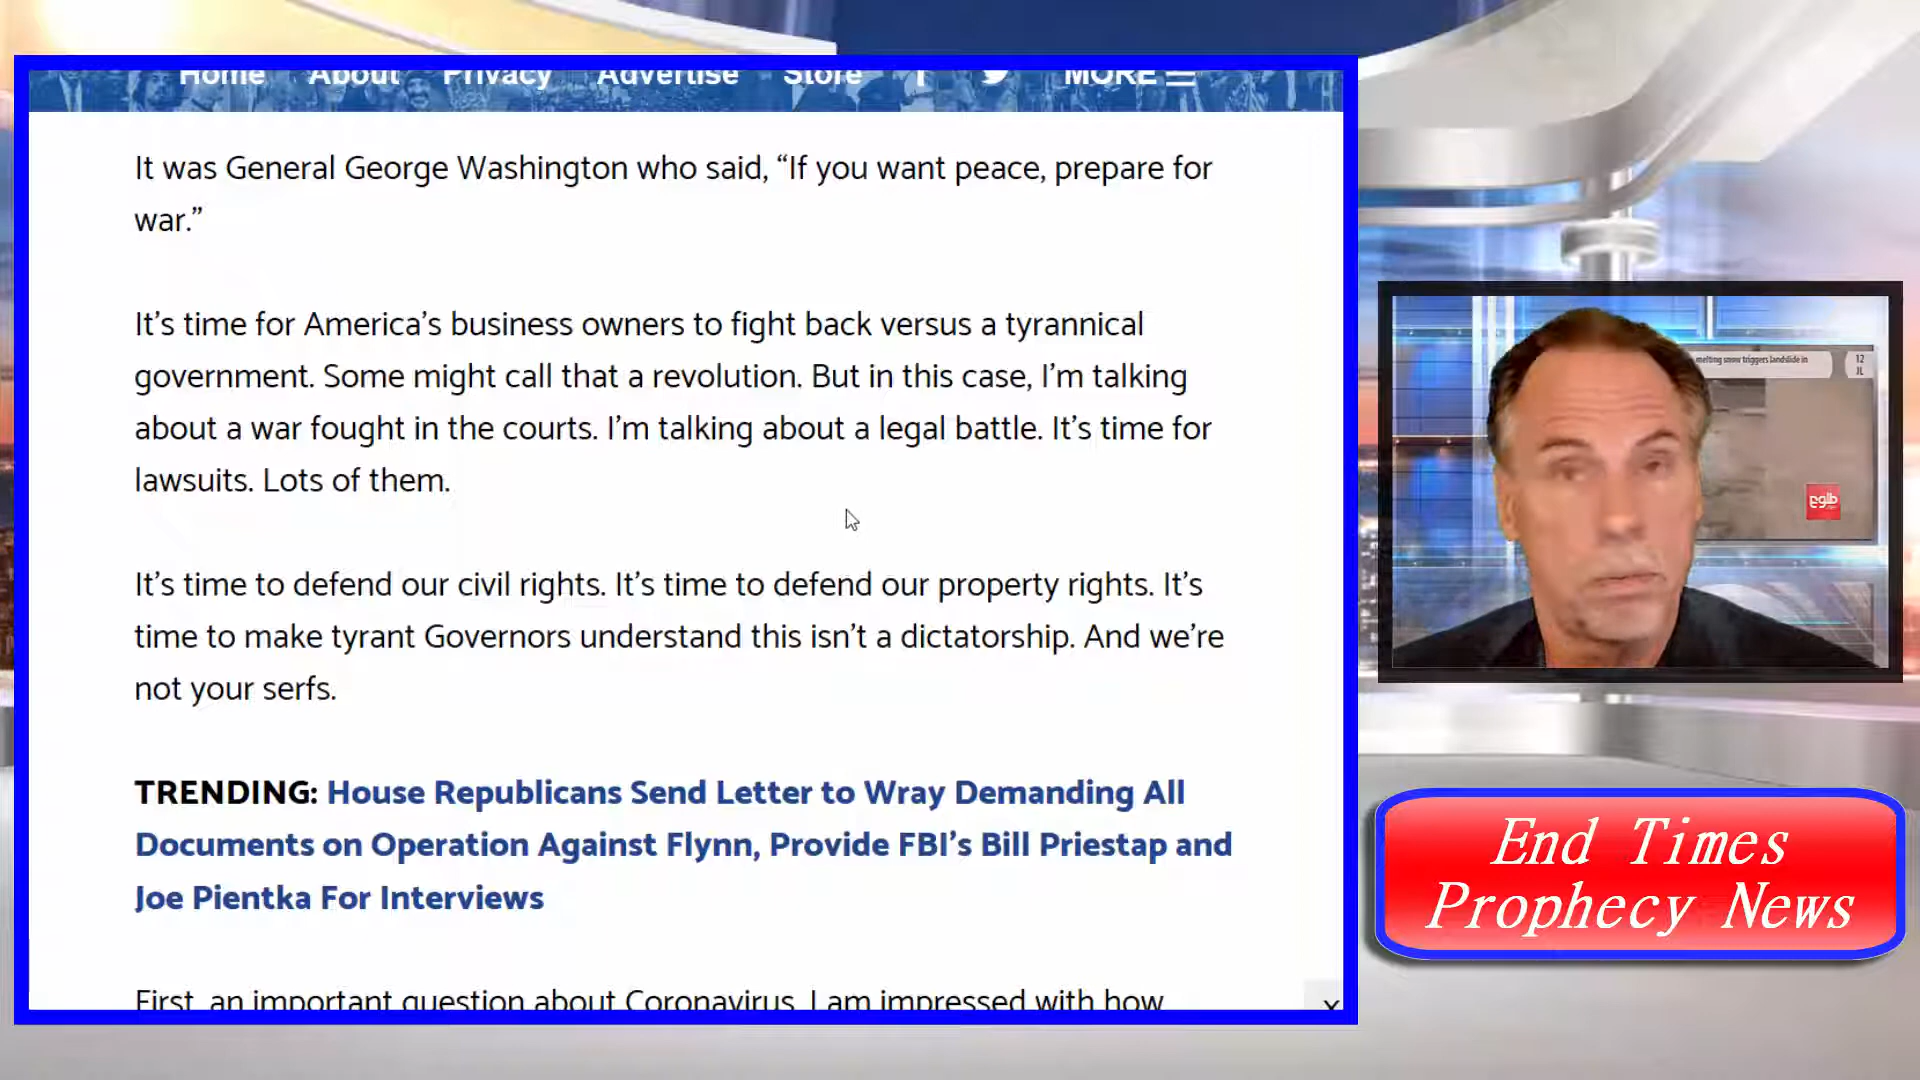 Home About Privacy Advertise Store MORE
It was General George Washington who said, “If you want peace, prepare for
war.”
It’s time for America’s business owners to fight back versus a tyrannical
government. Some might call that a revolution. But in this case, I’m talking
about a war fought in the courts. I’m talking about a legal battle. It’s time for
lawsuits. Lots of them.
It’s time to defend our civil rights. It’s time to defend our property rights. It’s
time to make tyrant Governors understand this isn’t a dictatorship. And we’re
not your serfs.
TRENDING: House Republicans Send Letter to Wray Demanding All
Documents on Operation Against Flynn, Provide FBI’s Bill Priestap and
Joe Pientka For Interviews
First, an important question about Coronavirus. I am impressed with how
x
melting snow triggers landslide in
12
End Times
Prophecy News